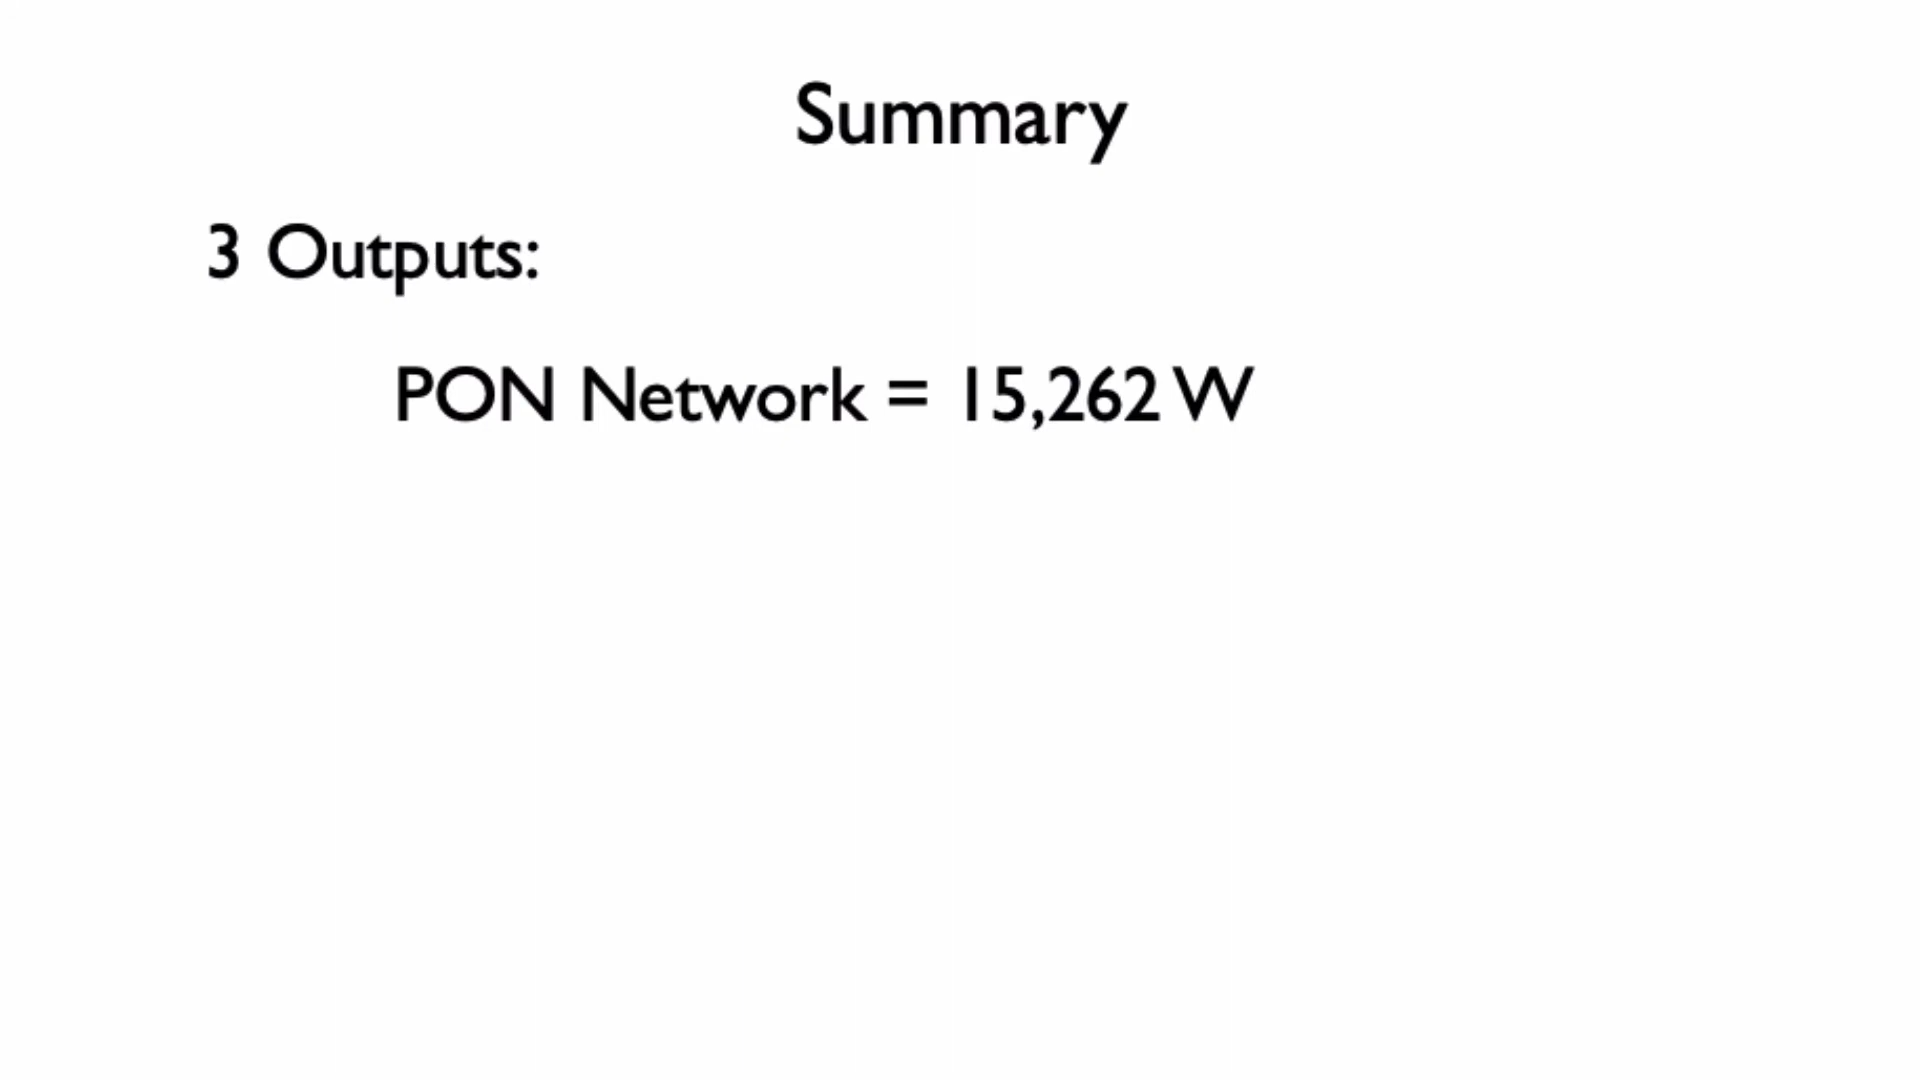 Summary
3 Outputs:
PON Network = 15,262 W